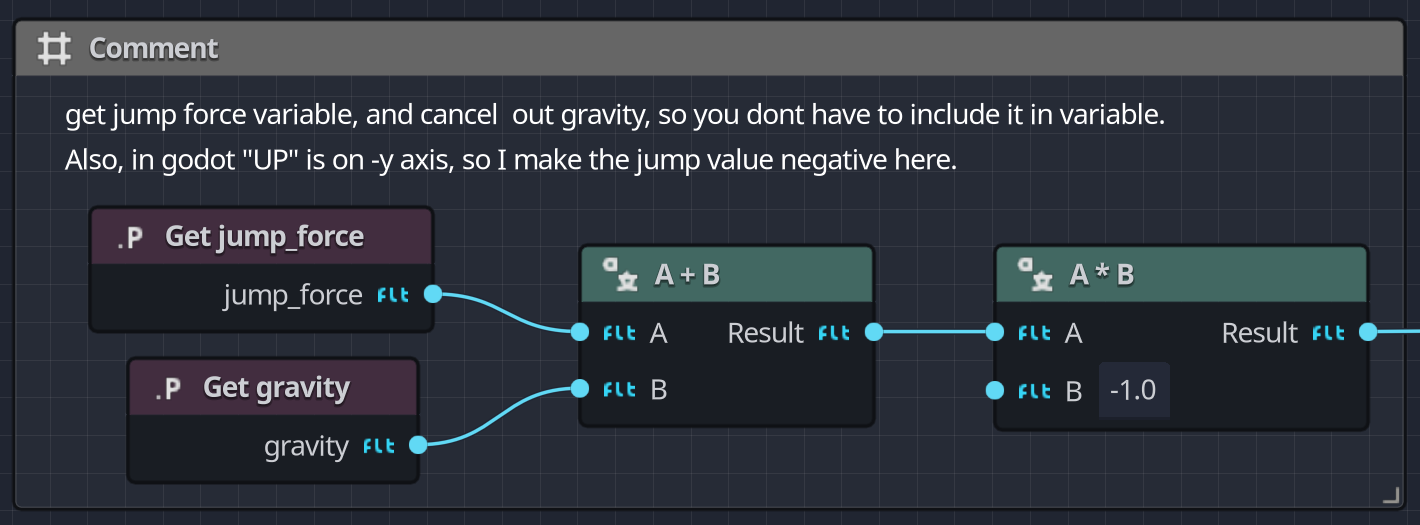 Comment
get jump force variable, and cancel  out gravity, so you dont have to include it in variable.
Also, in godot "UP" is on -y axis, so I make the jump value negative here.
.P Get jump_force
jump_force FLt
.P Get gravity
gravity FLt
A + B
FLt A Result FLt
FLt B
A * B
FLt A Result FLt
FLt B -1.0